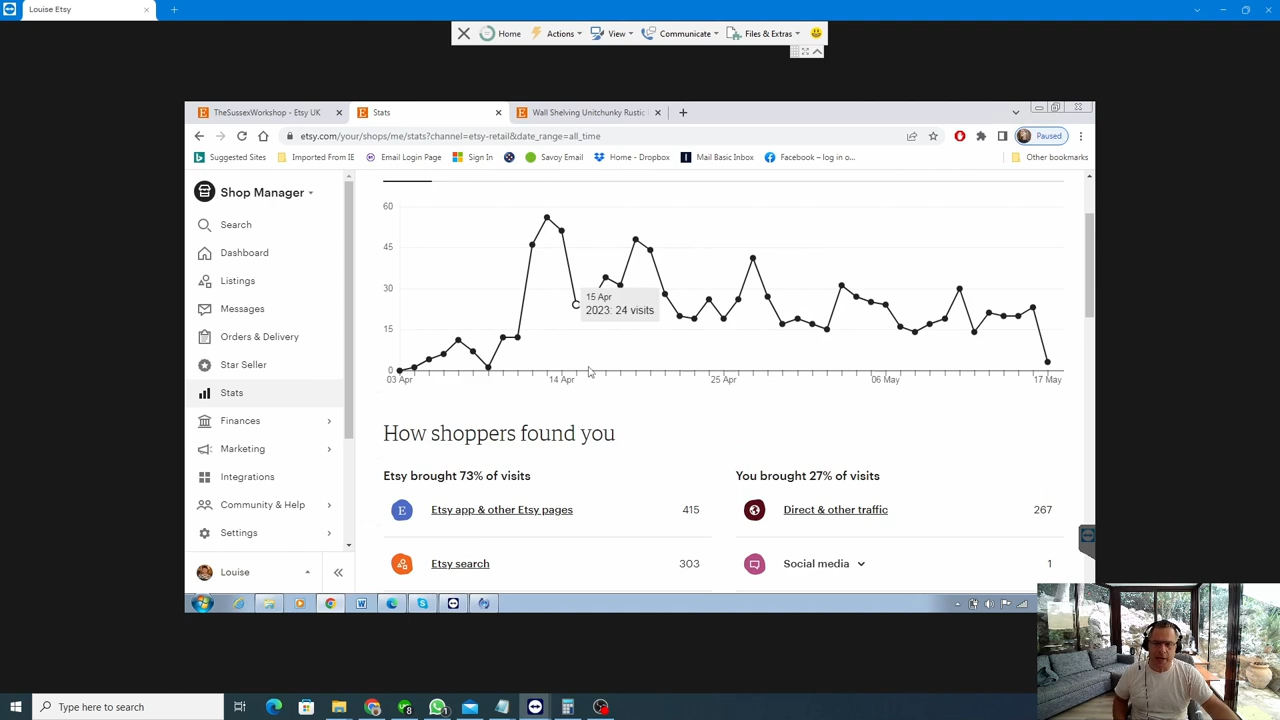 Louise Etsy
Home
Actions
View
Communicate
Files & Extras
TheSussexWorkshop - Etsy UK
Stats
Wall Shelving Unitchunky Rustic
etsy.com/your/shops/me/stats?channel=etsy-retail&date_range=all_time
Paused
Suggested Sites
Imported From IE
Email Login Page
Sign In
Savoy Email
Home - Dropbox
Mail Basic Inbox
Facebook – log in o...
Other bookmarks
Shop Manager
Search
Dashboard
Listings
Messages
Orders & Delivery
Star Seller
Stats
Finances
Marketing
Integrations
Community & Help
Settings
Louise
60
45
30
15
0
15 Apr
2023: 24 visits
03 Apr
14 Apr
25 Apr
06 May
17 May
How shoppers found you
Etsy brought 73% of visits
E
Etsy app & other Etsy pages
415
Etsy search
303
You brought 27% of visits
Direct & other traffic
267
Social media
1
Type here to search